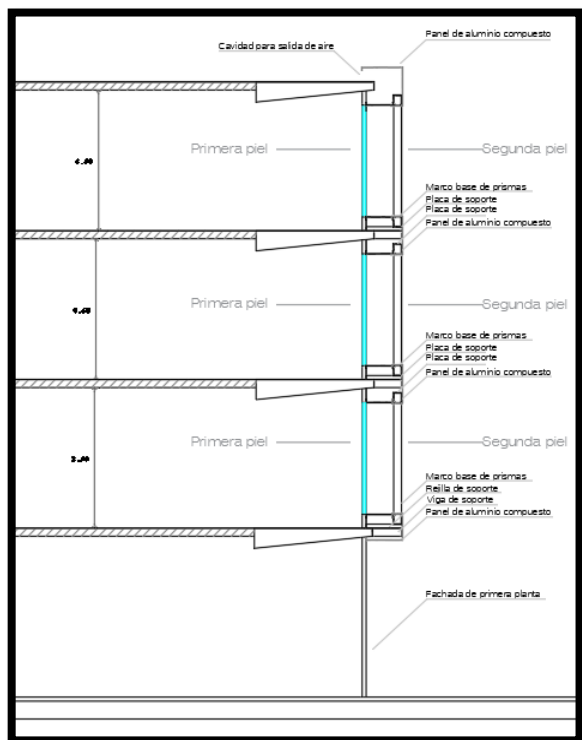 Panel de aluminio compuesto
Cavidad para salida de aire
Primera piel
Segunda piel
Marco base de prismas
Placa de soporte
Placa de soporte
Panel de aluminio compuesto
Primera piel
Segunda piel
Marco base de prismas
Placa de soporte
Placa de soporte
Panel de aluminio compuesto
Primera piel
Segunda piel
Marco base de prismas
Rejilla de soporte
Viga de soporte
Panel de aluminio compuesto
Fachada de primera planta